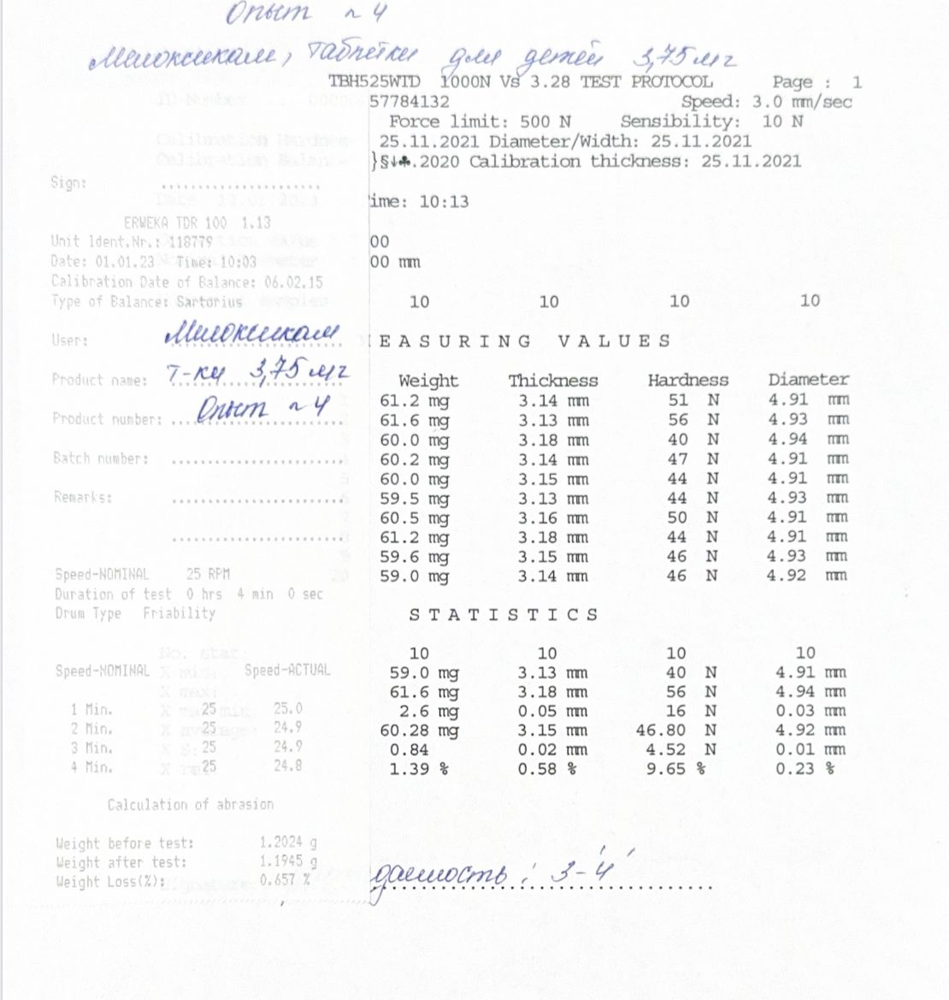 Опыт ~ 4
Мелоксикам, таблетки для детей 3,75 мг
TBH525WTD 1000N Vs 3.28 TEST PROTOCOL Page : 1
57784132 Speed: 3.0 mm/sec
Force limit: 500 N Sensibility: 10 N
25.11.2021 Diameter/Width: 25.11.2021
}§↓♣.2020 Calibration thickness: 25.11.2021
ime: 10:13
00
00 mm
10 10 10 10
EASURING VALUES
Weight Thickness Hardness Diameter
61.2 mg 3.14 mm 51 N 4.91 mm
61.6 mg 3.13 mm 56 N 4.93 mm
60.0 mg 3.18 mm 40 N 4.94 mm
60.2 mg 3.14 mm 47 N 4.91 mm
60.0 mg 3.15 mm 44 N 4.91 mm
59.5 mg 3.13 mm 44 N 4.93 mm
60.5 mg 3.16 mm 50 N 4.91 mm
61.2 mg 3.18 mm 44 N 4.91 mm
59.6 mg 3.15 mm 46 N 4.93 mm
59.0 mg 3.14 mm 46 N 4.92 mm
STATISTICS
10 10 10 10
59.0 mg 3.13 mm 40 N 4.91 mm
61.6 mg 3.18 mm 56 N 4.94 mm
2.6 mg 0.05 mm 16 N 0.03 mm
60.28 mg 3.15 mm 46.80 N 4.92 mm
0.84 0.02 mm 4.52 N 0.01 mm
1.39 % 0.58 % 9.65 % 0.23 %
даемость : 3-4'
Sign: ......................
ERWEKA TDR 100 1.13
Unit Ident.Nr.: 118779
Date: 01.01.23 Time: 10:03
Calibration Date of Balance: 06.02.15
Type of Balance: Sartorius
User: Мелоксикам
Product name: т-ки 3,75 мг
Product number: Опыт ~ 4
Batch number: ......................
Remarks: ......................
Speed-NOMINAL 25 RPM
Duration of test 0 hrs 4 min 0 sec
Drum Type Friability
Speed-NOMINAL Speed-ACTUAL
1 Min. 25 25.0
2 Min. 25 24.9
3 Min. 25 24.9
4 Min. 25 24.8
Calculation of abrasion
Weight before test: 1.2024 g
Weight after test: 1.1945 g
Weight Loss(%): 0.657 %